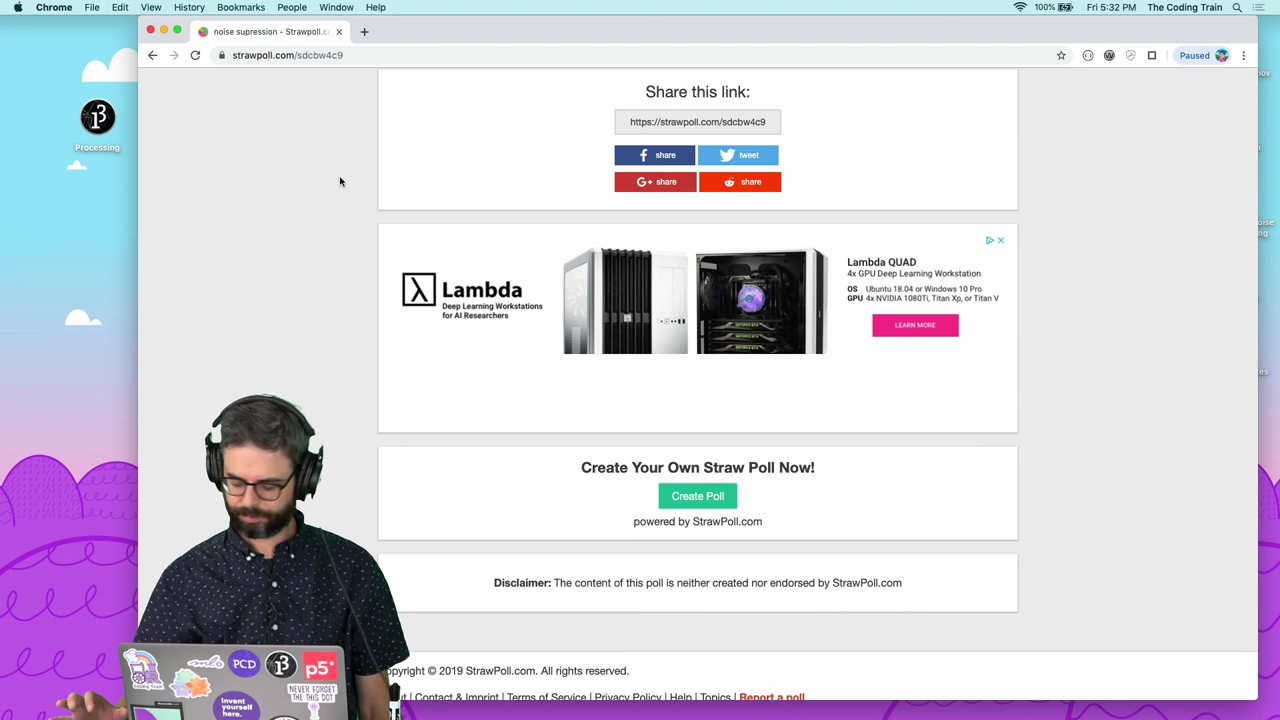 Chrome File Edit View History Bookmarks People Window Help
100% Fri 5:32 PM The Coding Train
noise supression - Strawpoll.c
strawpoll.com/sdcbw4c9
Paused
Processing
Share this link:
https://strawpoll.com/sdcbw4c9
share tweet
G+ share share
Lambda
Deep Learning Workstations
for AI Researchers
Lambda QUAD
4x GPU Deep Learning Workstation
OS Ubuntu 18.04 or Windows 10 Pro
GPU 4x NVIDIA 1080Ti, Titan Xp, or Titan V
LEARN MORE
Create Your Own Straw Poll Now!
Create Poll
powered by StrawPoll.com
Disclaimer: The content of this poll is neither created nor endorsed by StrawPoll.com
opyright © 2019 StrawPoll.com. All rights reserved.
Contact & Imprint | Terms of Service | Privacy Policy | Help | Topics | Report a poll
mlo PCD p5*
Coding Train
NEVER FORGET
THE THIS DOT
Invent
yourself
here.